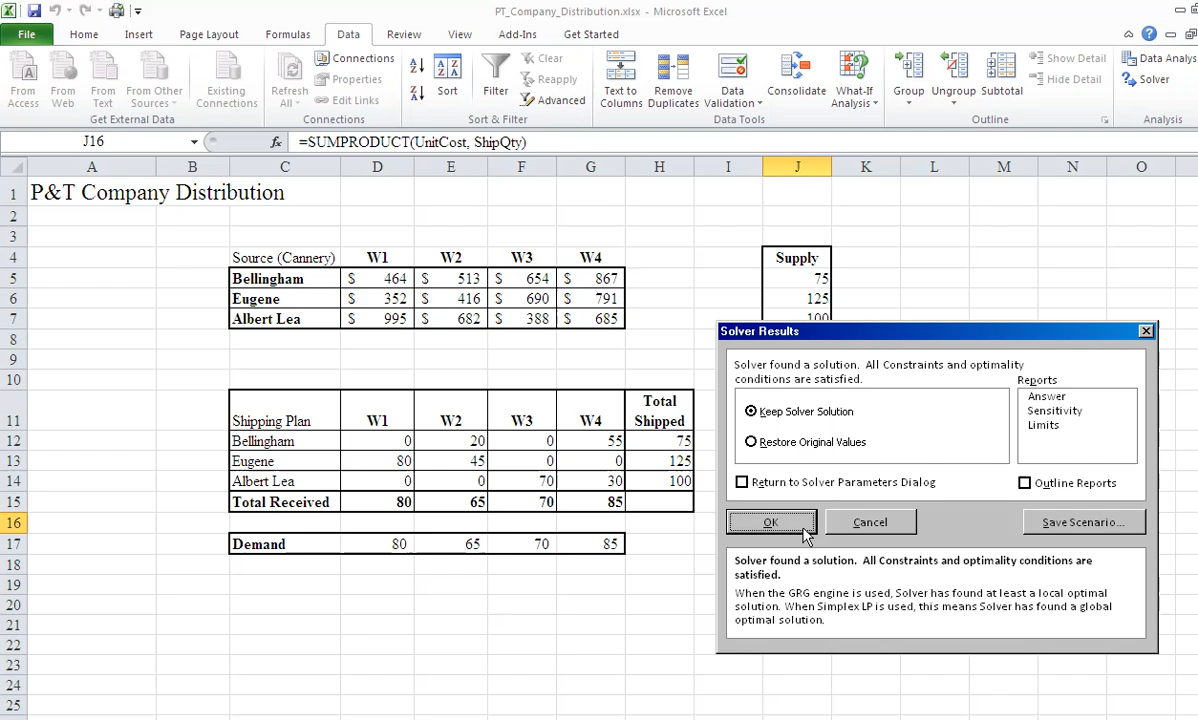 PT_Company_Distribution.xlsx - Microsoft Excel
File Home Insert Page Layout Formulas Data Review View Add-Ins Get Started
From Access
From Web
From Text
From Other Sources
Existing Connections
Get External Data
Refresh All
Connections
Properties
Edit Links
Connections
Sort
Filter
Clear
Reapply
Advanced
Sort & Filter
Text to Columns
Remove Duplicates
Data Validation
Consolidate
What-If Analysis
Data Tools
Group
Ungroup
Subtotal
Show Detail
Hide Detail
Outline
Data Analy
Solver
Analysis
J16 fx =SUMPRODUCT(UnitCost, ShipQty)
A B C D E F G H I J K L M N O
1 P&T Company Distribution
2
3
4 Source (Cannery) W1 W2 W3 W4 Supply
5 Bellingham $ 464 $ 513 $ 654 $ 867 75
6 Eugene $ 352 $ 416 $ 690 $ 791 125
7 Albert Lea $ 995 $ 682 $ 388 $ 685 100
8
9
10
11 Shipping Plan W1 W2 W3 W4 Total Shipped
12 Bellingham 0 20 0 55 75
13 Eugene 80 45 0 0 125
14 Albert Lea 0 0 70 30 100
15 Total Received 80 65 70 85
16
17 Demand 80 65 70 85
18
19
20
21
22
23
24
25
Solver Results
Solver found a solution. All Constraints and optimality
conditions are satisfied.
Keep Solver Solution
Restore Original Values
Reports
Answer
Sensitivity
Limits
Return to Solver Parameters Dialog
Outline Reports
OK
Cancel
Save Scenario...
Solver found a solution. All Constraints and optimality conditions are
satisfied.
When the GRG engine is used, Solver has found at least a local optimal
solution. When Simplex LP is used, this means Solver has found a global
optimal solution.